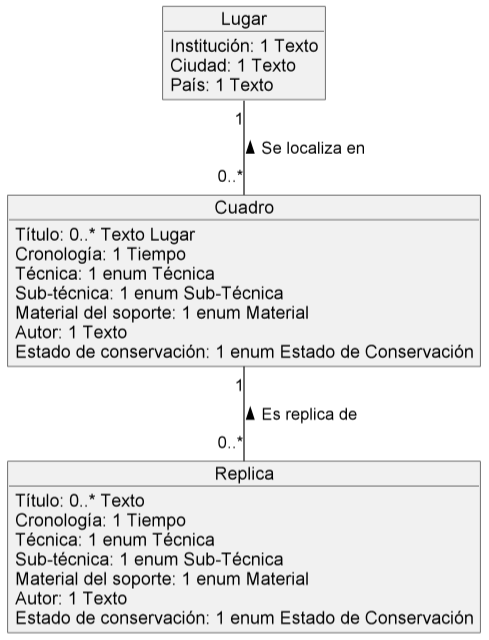 Lugar
Institución: 1 Texto
Ciudad: 1 Texto
País: 1 Texto
1
Se localiza en
0..*
Cuadro
Título: 0..* Texto Lugar
Cronología: 1 Tiempo
Técnica: 1 enum Técnica
Sub-técnica: 1 enum Sub-Técnica
Material del soporte: 1 enum Material
Autor: 1 Texto
Estado de conservación: 1 enum Estado de Conservación
1
Es replica de
0..*
Replica
Título: 0..* Texto
Cronología: 1 Tiempo
Técnica: 1 enum Técnica
Sub-técnica: 1 enum Sub-Técnica
Material del soporte: 1 enum Material
Autor: 1 Texto
Estado de conservación: 1 enum Estado de Conservación